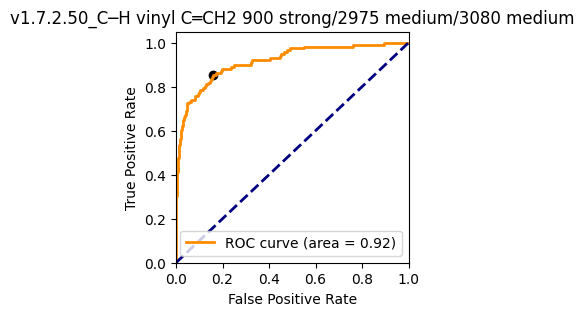 v1.7.2.50_C─H vinyl C═CH2 900 strong/2975 medium/3080 medium
True Positive Rate
1.0
0.8
0.6
0.4
0.2
0.0
ROC curve (area = 0.92)
0.0 0.2 0.4 0.6 0.8 1.0
False Positive Rate